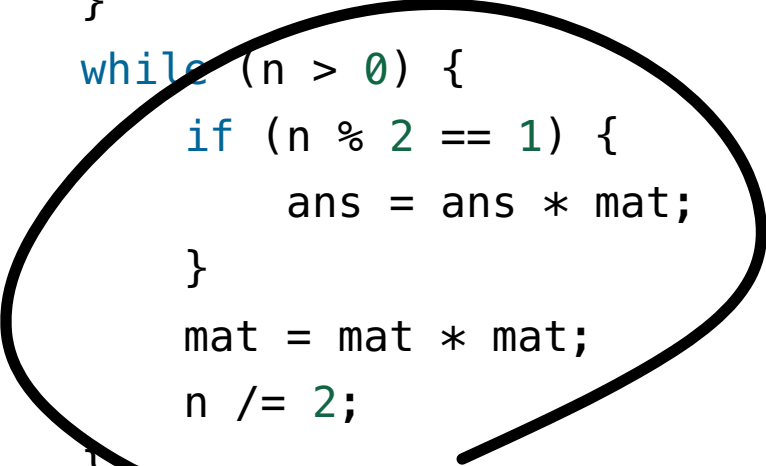 }
while (n > 0) {
if (n % 2 == 1) {
ans = ans * mat;
}
mat = mat * mat;
n /= 2;
}